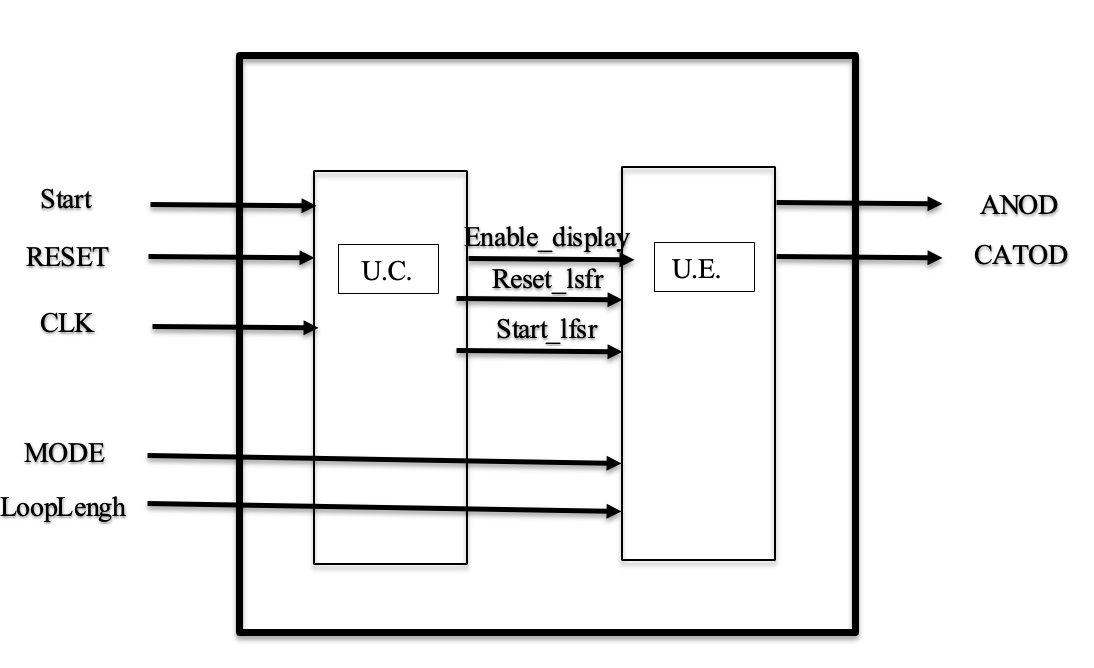 Start
RESET
CLK
MODE
LoopLengh
U.C.
Enable_display
Reset_lsfr
Start_lfsr
U.E.
ANOD
CATOD